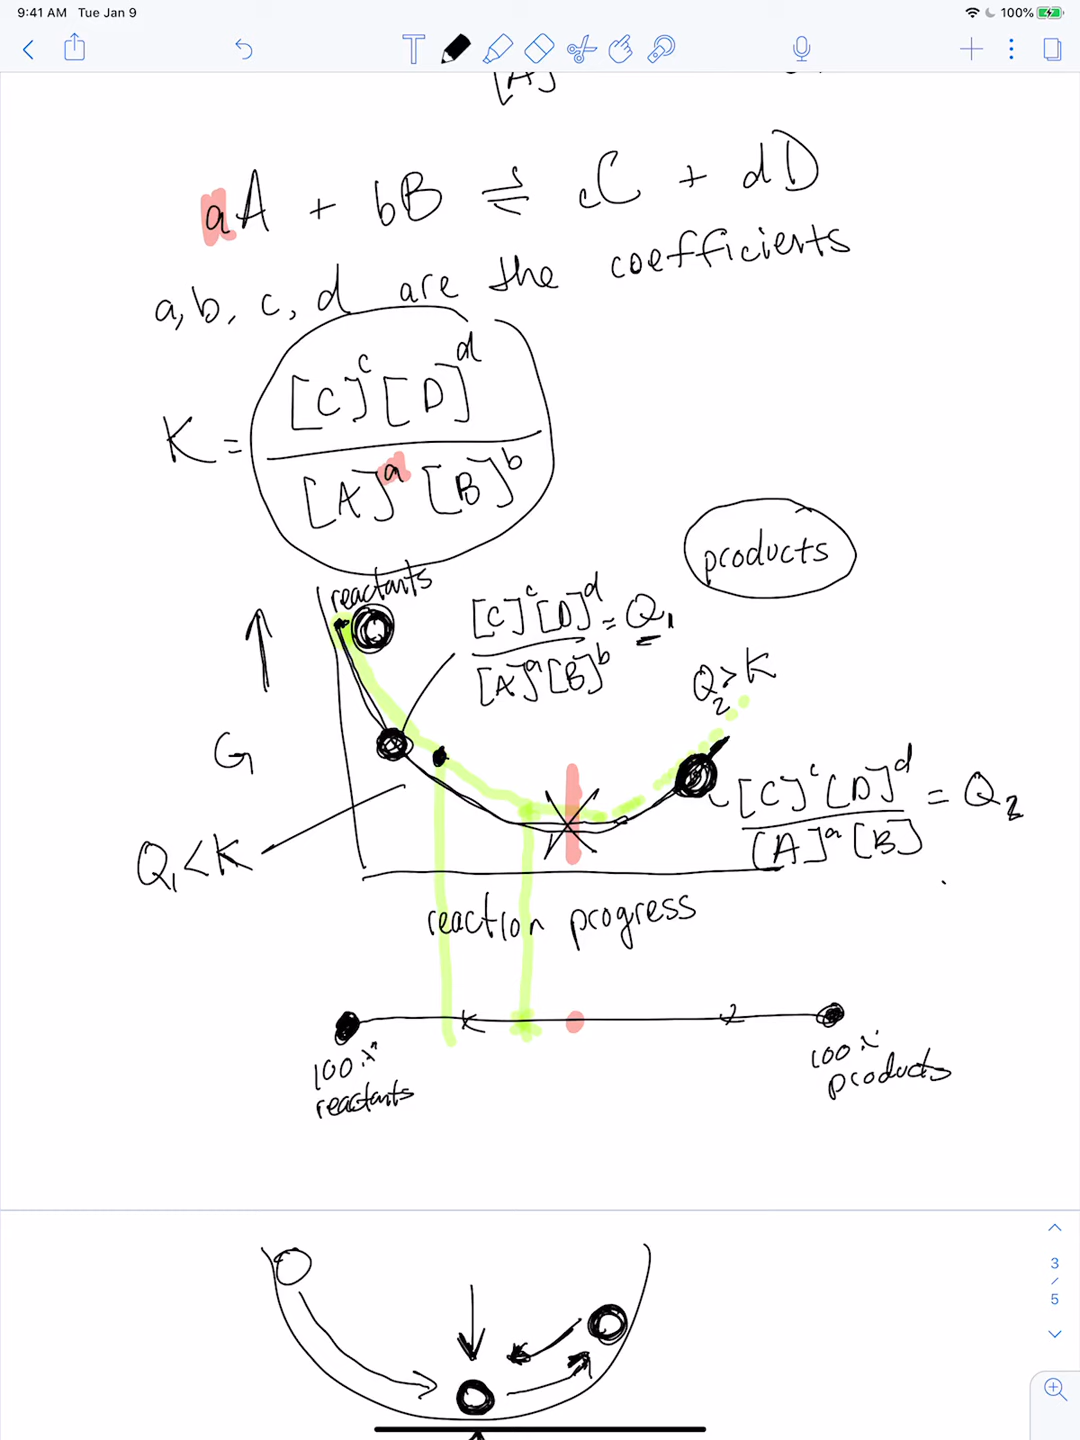 9:41 AM Tue Jan 9
100%
[A]
aA + bB ⇌ cC + dD
a, b, c, d are the coefficients
K = [C]^c [D]^d / [A]^a [B]^b
products
reactants
[C]^c [D]^d / [A]^a [B]^b = Q₁
Q₂ > K
G
[C]^c [D]^d / [A]^a [B] = Q₂
Q₁ < K
reaction progress
100%
reactants
100%
products
3
/
5